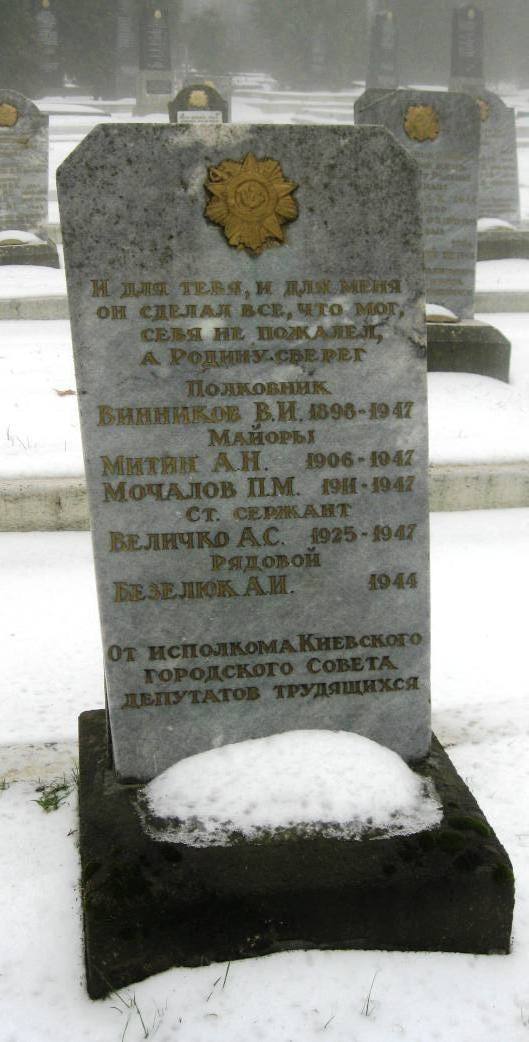 И для тебя, и для меня
он сделал все, что мог,
себя не пожалел,
а Родину сверег
Полковник
Винников В.И. 1898-1947
Майоры
Митин А.Н. 1906-1947
Мочалов П.М. 1911-1947
Ст. сержант
Величко А.С. 1925-1947
Рядовой
Безелюк А.И. 1944
От исполкома Киевского
городского Совета
депутатов трудящихся